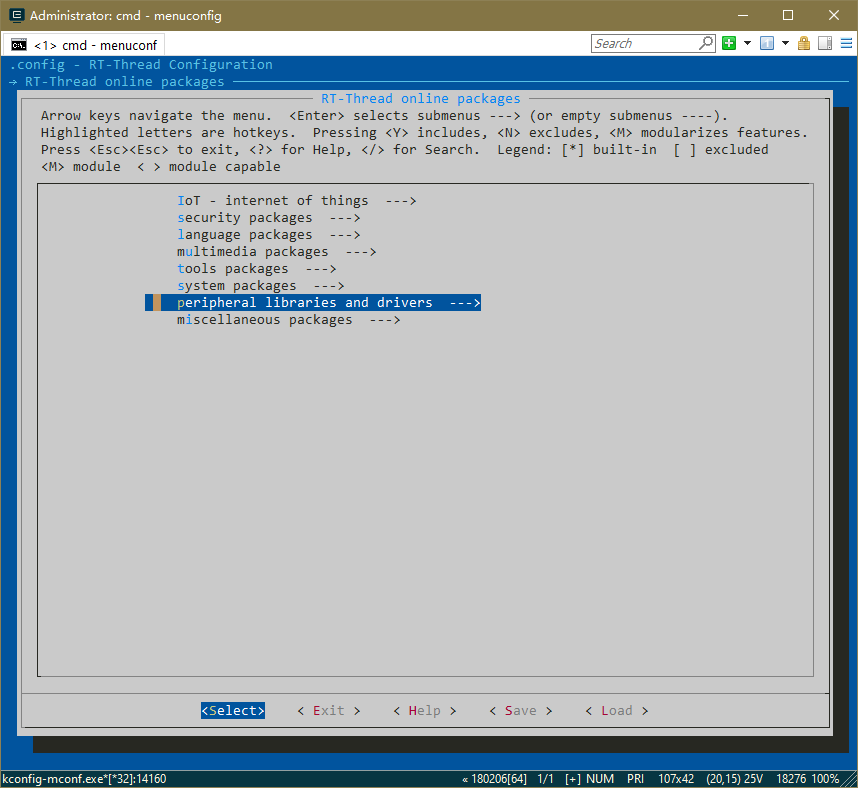 Administrator: cmd - menuconfig
<1> cmd - menuconf
Search
.config - RT-Thread Configuration
→ RT-Thread online packages
RT-Thread online packages
Arrow keys navigate the menu.  <Enter> selects submenus ---> (or empty submenus ----).
Highlighted letters are hotkeys.  Pressing <Y> includes, <N> excludes, <M> modularizes features.
Press <Esc><Esc> to exit, <?> for Help, </> for Search.  Legend: [*] built-in  [ ] excluded
<M> module  < > module capable
IoT - internet of things  --->
security packages  --->
language packages  --->
multimedia packages  --->
tools packages  --->
system packages  --->
peripheral libraries and drivers  --->
miscellaneous packages  --->
<Select>    < Exit >    < Help >    < Save >    < Load >
kconfig-mconf.exe*[*32]:14160    « 180206[64]  1/1  [+] NUM  PRI  107x42  (20,15) 25V  18276 100%